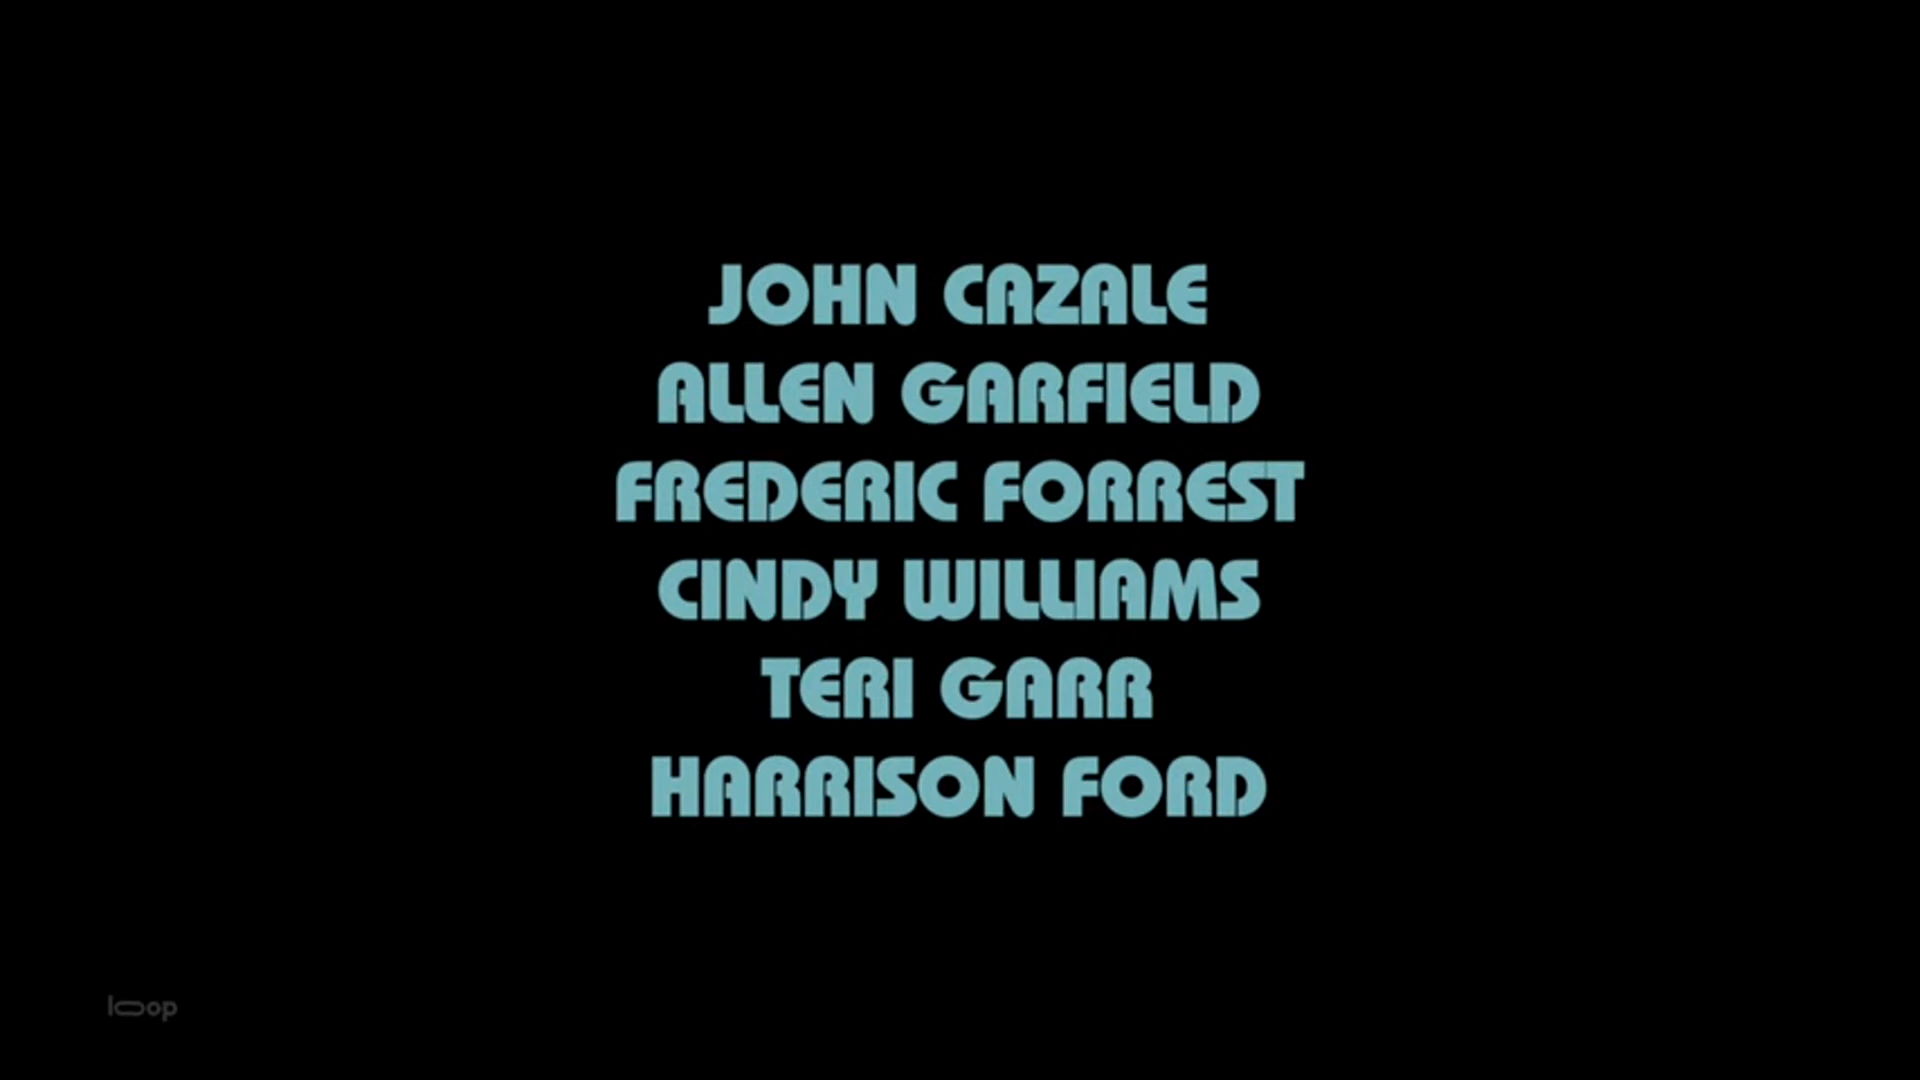 JOHN CAZALE
ALLEN GARFIELD
FREDERIC FORREST
CINDY WILLIAMS
TERI GARR
HARRISON FORD
loop